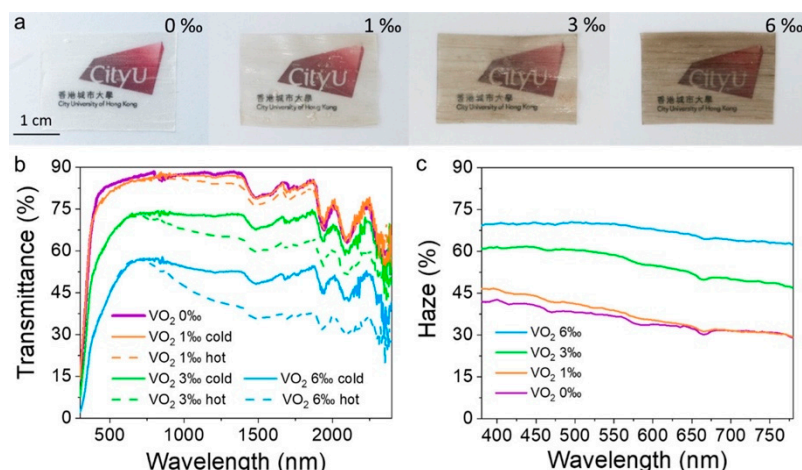 a
0 ‰
1 ‰
3 ‰
6 ‰
CityU
香港城市大學
City University of Hong Kong
CityU
香港城市大學
City University of Hong Kong
CityU
香港城市大學
City University of Hong Kong
CityU
香港城市大學
City University of Hong Kong
1 cm
b
Transmittance (%)
90
75
60
45
30
15
0
VO₂ 0‰
VO₂ 1‰ cold
VO₂ 1‰ hot
VO₂ 3‰ cold
VO₂ 6‰ cold
VO₂ 3‰ hot
VO₂ 6‰ hot
500 1000 1500 2000
Wavelength (nm)
c
Haze (%)
90
75
60
45
30
15
0
VO₂ 6‰
VO₂ 3‰
VO₂ 1‰
VO₂ 0‰
400 450 500 550 600 650 700 750
Wavelength (nm)